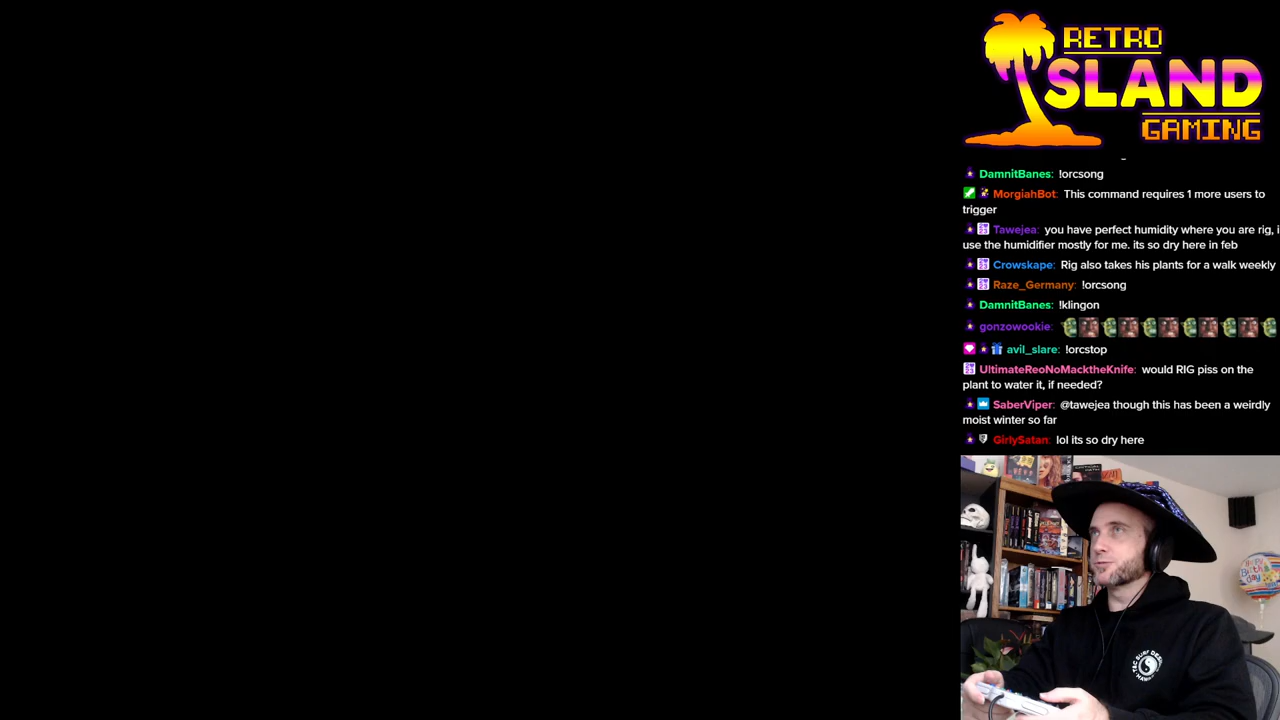 RETRO
ISLAND
GAMING
DamnitBanes: !orcsong
MorgiahBot: This command requires 1 more users to
trigger
Tawejea: you have perfect humidity where you are rig, i
use the humidifier mostly for me. its so dry here in feb
Crowskape: Rig also takes his plants for a walk weekly
Raze_Germany: !orcsong
DamnitBanes: !klingon
gonzowookie:
avil_slare: !orcstop
UltimateReoNoMacktheKnife: would RIG piss on the
plant to water it, if needed?
SaberViper: @tawejea though this has been a weirdly
moist winter so far
GirlySatan: lol its so dry here